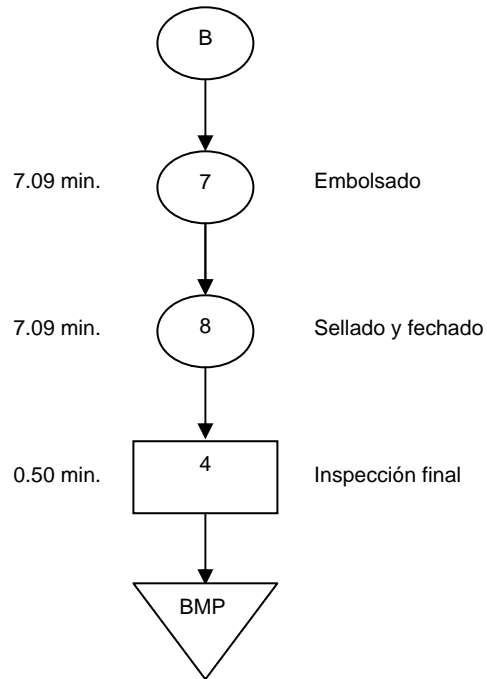 B
7.09 min. 7 Embolsado
7.09 min. 8 Sellado y fechado
0.50 min. 4 Inspección final
BMP